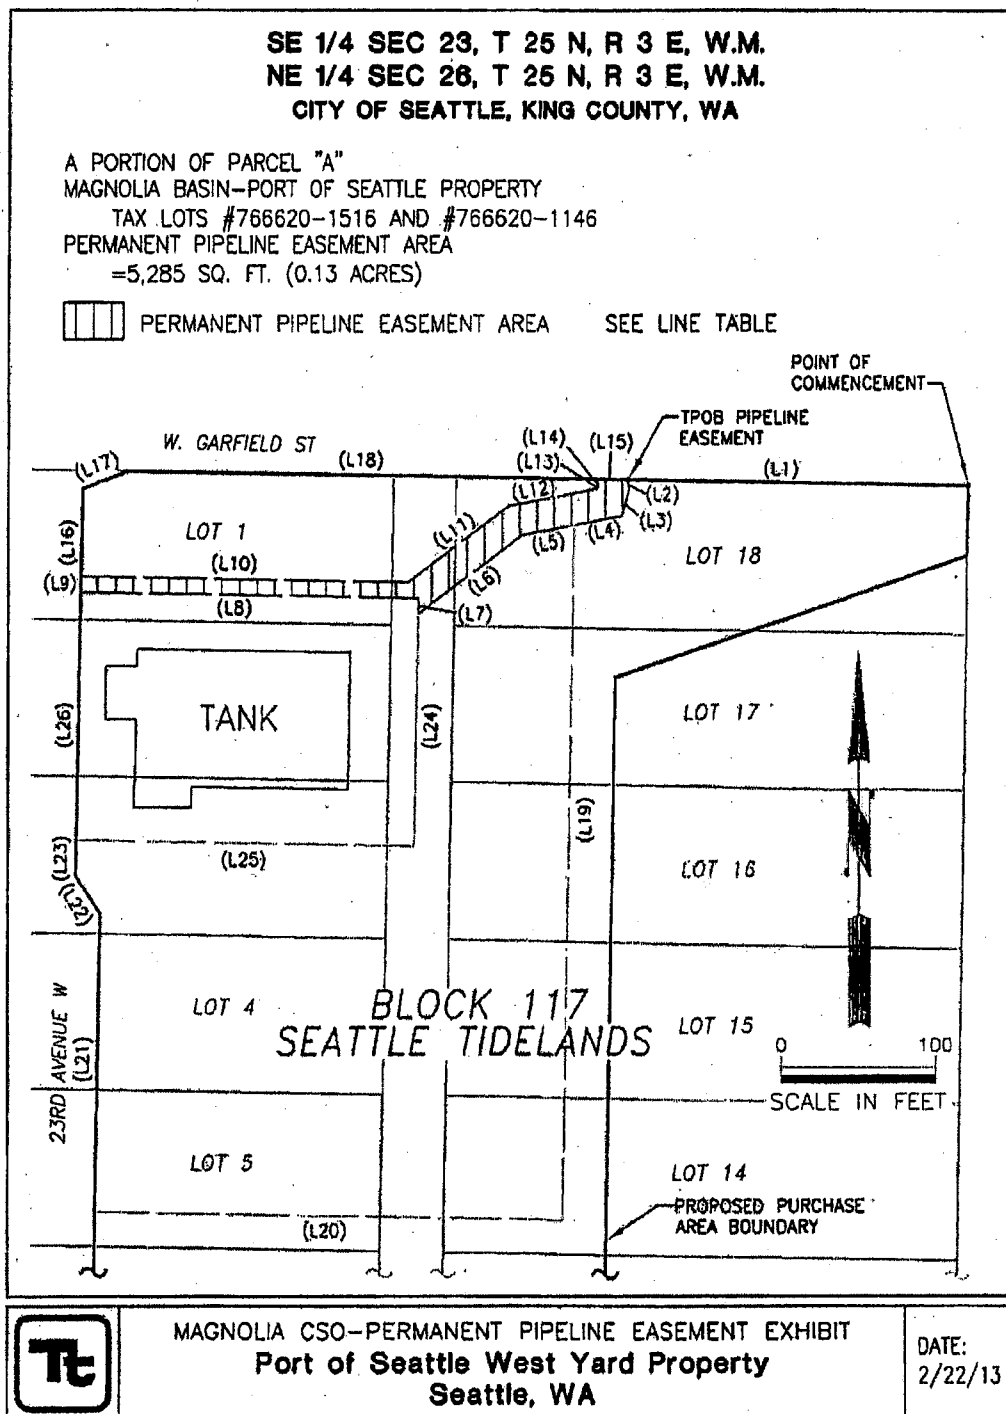 SE 1/4 SEC 23, T 25 N, R 3 E, W.M.
NE 1/4 SEC 26, T 25 N, R 3 E, W.M.
CITY OF SEATTLE, KING COUNTY, WA
A PORTION OF PARCEL "A"
MAGNOLIA BASIN-PORT OF SEATTLE PROPERTY
TAX LOTS #766620-1516 AND #766620-1146
PERMANENT PIPELINE EASEMENT AREA
=5,285 SQ. FT. (0.13 ACRES)
PERMANENT PIPELINE EASEMENT AREA SEE LINE TABLE
POINT OF
COMMENCEMENT
TPOB PIPELINE
EASEMENT
W. GARFIELD ST
(L14)
(L15)
(L17)
(L18)
(L13)
(L1)
(L12)
(L2)
(L3)
(L16)
LOT 1
(L11)
(L5)
(L4)
LOT 18
(L10)
(L9)
(L6)
(L8)
(L7)
(L26)
TANK
(L24)
LOT 17
(L19)
(L23)
(L25)
LOT 16
(L22)
23RD AVENUE W
(L21)
LOT 4
BLOCK 117
SEATTLE TIDELANDS
LOT 15
N
0 100
SCALE IN FEET
LOT 5
LOT 14
PROPOSED PURCHASE
AREA BOUNDARY
(L20)
Tt
MAGNOLIA CSO-PERMANENT PIPELINE EASEMENT EXHIBIT
Port of Seattle West Yard Property
Seattle, WA
DATE:
2/22/13